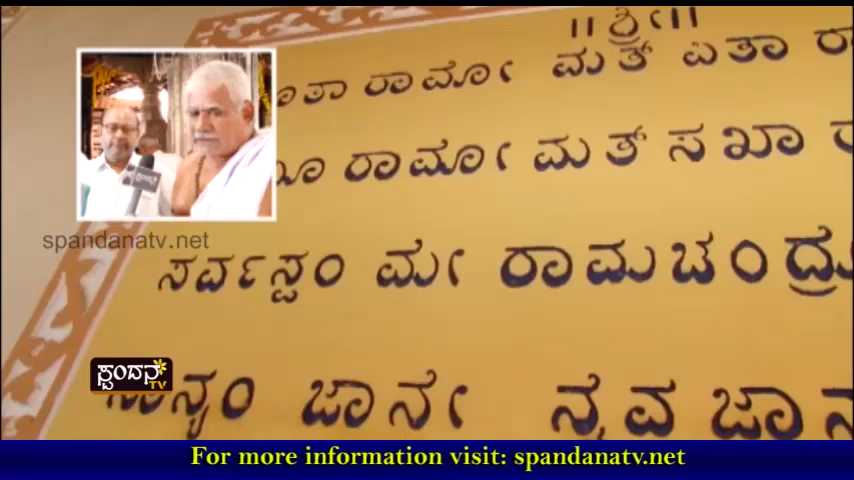 ||ಶ್ರೀ||
ಮಾತಾ ರಾಮೋ ಮತ್ ಪಿತಾ
ರಾಮೋ ಮತ್ ಸಖಾ
spandanatv.net
ಸರ್ವಸ್ವಂ ಮೇ ರಾಮಚಂದ್ರೋ
ಸ್ಪಂದನ TV
ನಾನ್ಯಂ ಜಾನೇ ನೈವ ಜಾನೇ
For more information visit: spandanatv.net